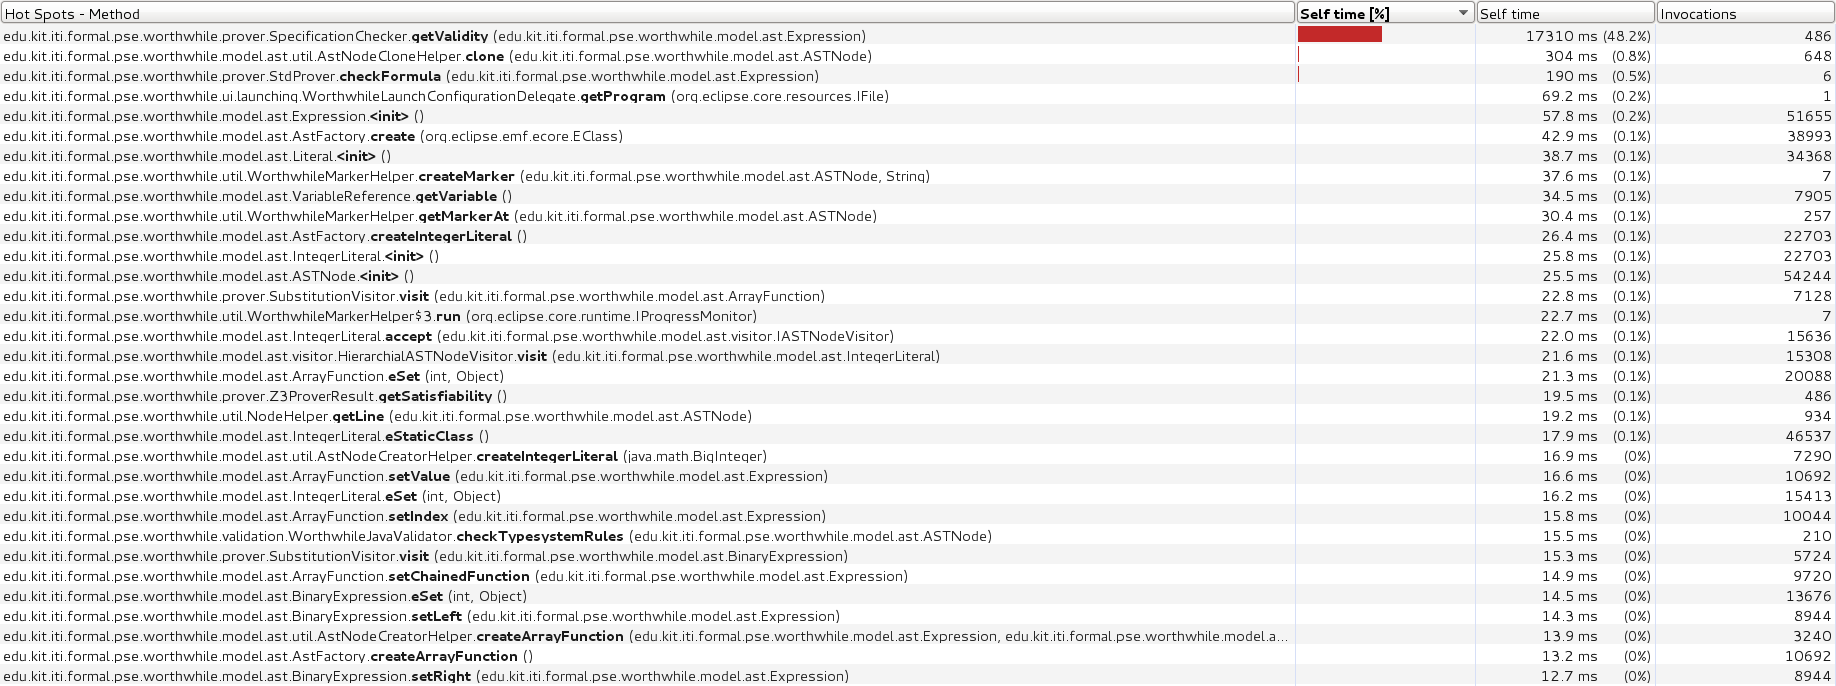 Hot Spots - Method Self time [%] Self time Invocations
edu.kit.iti.formal.pse.worthwhile.prover.SpecificationChecker.getValidity (edu.kit.iti.formal.pse.worthwhile.model.ast.Expression) 17310 ms (48.2%) 486
edu.kit.iti.formal.pse.worthwhile.model.ast.util.AstNodeCloneHelper.clone (edu.kit.iti.formal.pse.worthwhile.model.ast.ASTNode) 304 ms (0.8%) 648
edu.kit.iti.formal.pse.worthwhile.prover.StdProver.checkFormula (edu.kit.iti.formal.pse.worthwhile.model.ast.Expression) 190 ms (0.5%) 6
edu.kit.iti.formal.pse.worthwhile.ui.launching.WorthwhileLaunchConfigurationDelegate.getProgram (org.eclipse.core.resources.IFile) 69.2 ms (0.2%) 1
edu.kit.iti.formal.pse.worthwhile.model.ast.Expression.<init> () 57.8 ms (0.2%) 51655
edu.kit.iti.formal.pse.worthwhile.model.ast.AstFactory.create (org.eclipse.emf.ecore.EClass) 42.9 ms (0.1%) 38993
edu.kit.iti.formal.pse.worthwhile.model.ast.Literal.<init> () 38.7 ms (0.1%) 34368
edu.kit.iti.formal.pse.worthwhile.util.WorthwhileMarkerHelper.createMarker (edu.kit.iti.formal.pse.worthwhile.model.ast.ASTNode, String) 37.6 ms (0.1%) 7
edu.kit.iti.formal.pse.worthwhile.model.ast.VariableReference.getVariable () 34.5 ms (0.1%) 7905
edu.kit.iti.formal.pse.worthwhile.util.WorthwhileMarkerHelper.getMarkerAt (edu.kit.iti.formal.pse.worthwhile.model.ast.ASTNode) 30.4 ms (0.1%) 257
edu.kit.iti.formal.pse.worthwhile.model.ast.AstFactory.createIntegerLiteral () 26.4 ms (0.1%) 22703
edu.kit.iti.formal.pse.worthwhile.model.ast.IntegerLiteral.<init> () 25.8 ms (0.1%) 22703
edu.kit.iti.formal.pse.worthwhile.model.ast.ASTNode.<init> () 25.5 ms (0.1%) 54244
edu.kit.iti.formal.pse.worthwhile.prover.SubstitutionVisitor.visit (edu.kit.iti.formal.pse.worthwhile.model.ast.ArrayFunction) 22.8 ms (0.1%) 7128
edu.kit.iti.formal.pse.worthwhile.util.WorthwhileMarkerHelper$3.run (org.eclipse.core.runtime.IProgressMonitor) 22.7 ms (0.1%) 7
edu.kit.iti.formal.pse.worthwhile.model.ast.IntegerLiteral.accept (edu.kit.iti.formal.pse.worthwhile.model.ast.visitor.IASTNodeVisitor) 22.0 ms (0.1%) 15636
edu.kit.iti.formal.pse.worthwhile.model.ast.visitor.HierarchialASTNodeVisitor.visit (edu.kit.iti.formal.pse.worthwhile.model.ast.IntegerLiteral) 21.6 ms (0.1%) 15308
edu.kit.iti.formal.pse.worthwhile.model.ast.ArrayFunction.eSet (int, Object) 21.3 ms (0.1%) 20088
edu.kit.iti.formal.pse.worthwhile.prover.Z3ProverResult.getSatisfiability () 19.5 ms (0.1%) 486
edu.kit.iti.formal.pse.worthwhile.util.NodeHelper.getLine (edu.kit.iti.formal.pse.worthwhile.model.ast.ASTNode) 19.2 ms (0.1%) 934
edu.kit.iti.formal.pse.worthwhile.model.ast.IntegerLiteral.eStaticClass () 17.9 ms (0.1%) 46537
edu.kit.iti.formal.pse.worthwhile.model.ast.util.AstNodeCreatorHelper.createIntegerLiteral (java.math.BigInteger) 16.9 ms (0%) 7290
edu.kit.iti.formal.pse.worthwhile.model.ast.ArrayFunction.setValue (edu.kit.iti.formal.pse.worthwhile.model.ast.Expression) 16.6 ms (0%) 10692
edu.kit.iti.formal.pse.worthwhile.model.ast.IntegerLiteral.eSet (int, Object) 16.2 ms (0%) 15413
edu.kit.iti.formal.pse.worthwhile.model.ast.ArrayFunction.setIndex (edu.kit.iti.formal.pse.worthwhile.model.ast.Expression) 15.8 ms (0%) 10044
edu.kit.iti.formal.pse.worthwhile.validation.WorthwhileJavaValidator.checkTypesystemRules (edu.kit.iti.formal.pse.worthwhile.model.ast.ASTNode) 15.5 ms (0%) 210
edu.kit.iti.formal.pse.worthwhile.prover.SubstitutionVisitor.visit (edu.kit.iti.formal.pse.worthwhile.model.ast.BinaryExpression) 15.3 ms (0%) 5724
edu.kit.iti.formal.pse.worthwhile.model.ast.ArrayFunction.setChainedFunction (edu.kit.iti.formal.pse.worthwhile.model.ast.Expression) 14.9 ms (0%) 9720
edu.kit.iti.formal.pse.worthwhile.model.ast.BinaryExpression.eSet (int, Object) 14.5 ms (0%) 13676
edu.kit.iti.formal.pse.worthwhile.model.ast.BinaryExpression.setLeft (edu.kit.iti.formal.pse.worthwhile.model.ast.Expression) 14.3 ms (0%) 8944
edu.kit.iti.formal.pse.worthwhile.model.ast.util.AstNodeCreatorHelper.createArrayFunction (edu.kit.iti.formal.pse.worthwhile.model.ast.Expression, edu.kit.iti.formal.pse.worthwhile.model.a... 13.9 ms (0%) 3240
edu.kit.iti.formal.pse.worthwhile.model.ast.AstFactory.createArrayFunction () 13.2 ms (0%) 10692
edu.kit.iti.formal.pse.worthwhile.model.ast.BinaryExpression.setRight (edu.kit.iti.formal.pse.worthwhile.model.ast.Expression) 12.7 ms (0%) 8944